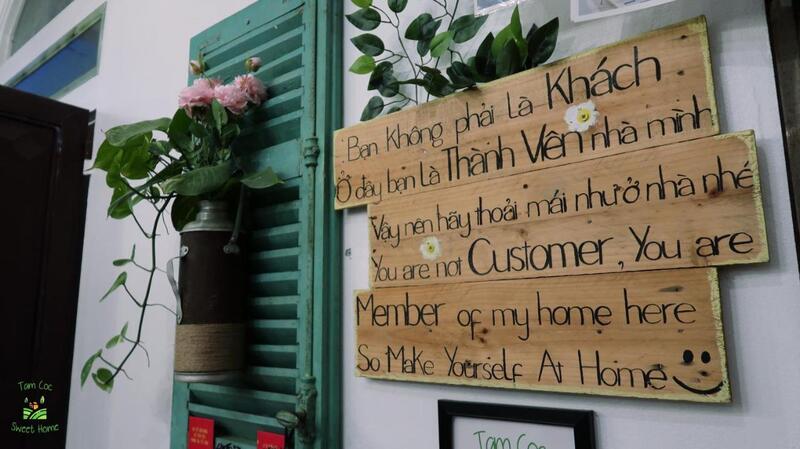 Bạn Không phải là Khách
Ở đây bạn Là Thành Viên nhà mình
Vậy nên hãy thoải mái như ở nhà nhé
You are not Customer, You are
Member of my home here
So Make Yourself At Home
Tam Coc
Tam Coc
Sweet Home